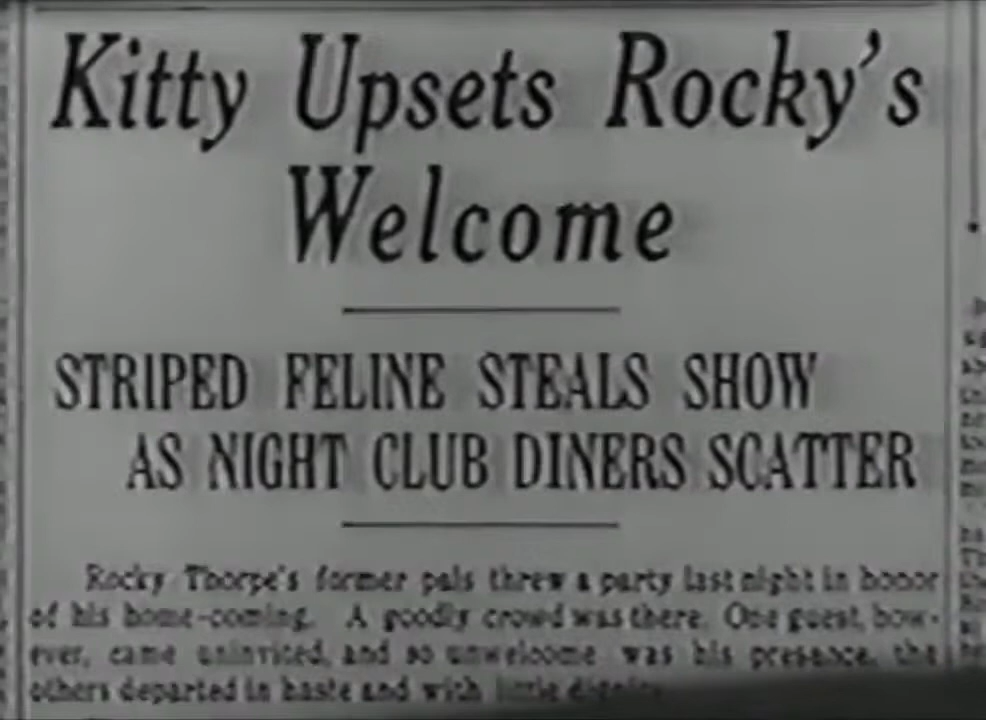 Kitty Upsets Rocky's
Welcome
STRIPED FELINE STEALS SHOW
AS NIGHT CLUB DINERS SCATTER
Rocky Thorpe's former pals threw a party last night in honor
of his home-coming. A goodly crowd was there. One guest, how-
ever, came uninvited, and so unwelcome was his presence, the
others departed in haste and with little dignity